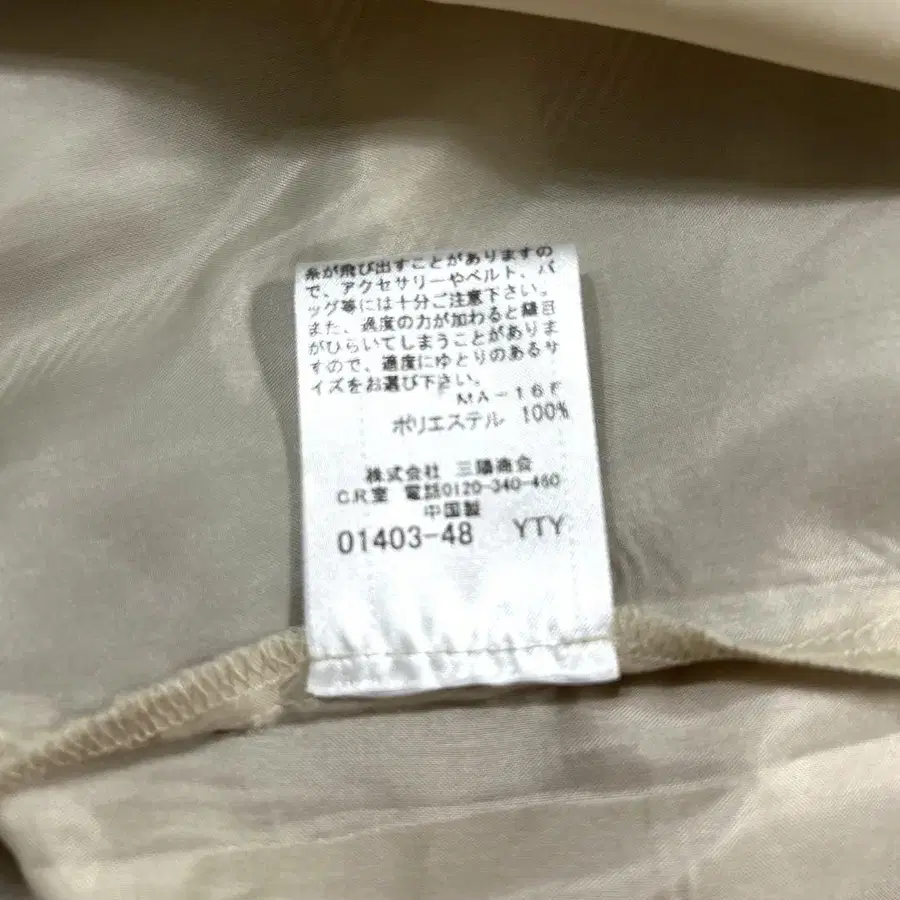 糸が飛び出すことがありますの
で、アクセサリーやベルト、バ
ッグ等には十分ご注意下さい。
また、過度の力が加わると縫目
がひらいてしまうことがありま
すので、適度にゆとりのあるサ
イズをお選び下さい。
MA-16F
ポリエステル 100%
株式会社 三陽商会
C.R室 電話0120-340-460
中国製
01403-48 YTY